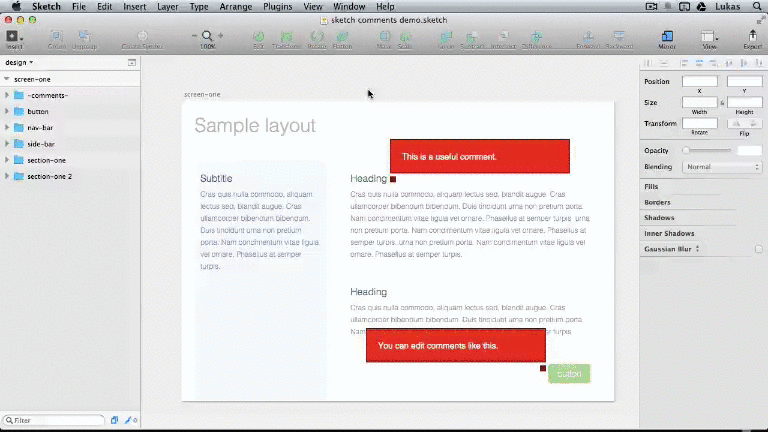 Sketch File Edit Insert Layer Type Arrange Plugins View Window Help Lukas
sketch comments demo.sketch
Insert Group Ungroup Create Symbol 100% Edit Transform Rotate Flatten Mask Scale Union Subtract Intersect Difference Forward Backward Mirror View Export
design
screen-one
-comments-
button
nav-bar
side-bar
section-one
section-one 2
Filter
screen-one
Sample layout
This is a useful comment.
Subtitle
Cras quis nulla commodo, aliquam
lectus sed, blandit augue. Cras
ullamcorper bibendum bibendum.
Duis tincidunt urna non pretium
porta. Nam condimentum vitae ligula
vel ornare. Phasellus at semper
turpis.
Heading
Cras quis nulla commodo, aliquam lectus sed, blandit augue. Cras
ullamcorper bibendum bibendum. Duis tincidunt urna non pretium porta.
Nam condimentum vitae ligula vel ornare. Phasellus at semper turpis. urna
non pretium porta. Nam condimentum vitae ligula vel ornare. Phasellus at
semper turpis. urna non pretium porta. Nam condimentum vitae ligula
vel ornare. Phasellus at semper turpis.
Heading
Cras quis nulla commodo, aliquam lectus sed, blandit augue. Cras
ullamcorper bibendum bibendum. Duis tincidunt urna non pretium porta.
turpis.
You can edit comments like this.
button
Position
X Y
Size
Width Height
Transform
Rotate Flip
Opacity
Blending Normal
Fills
Borders
Shadows
Inner Shadows
Gaussian Blur